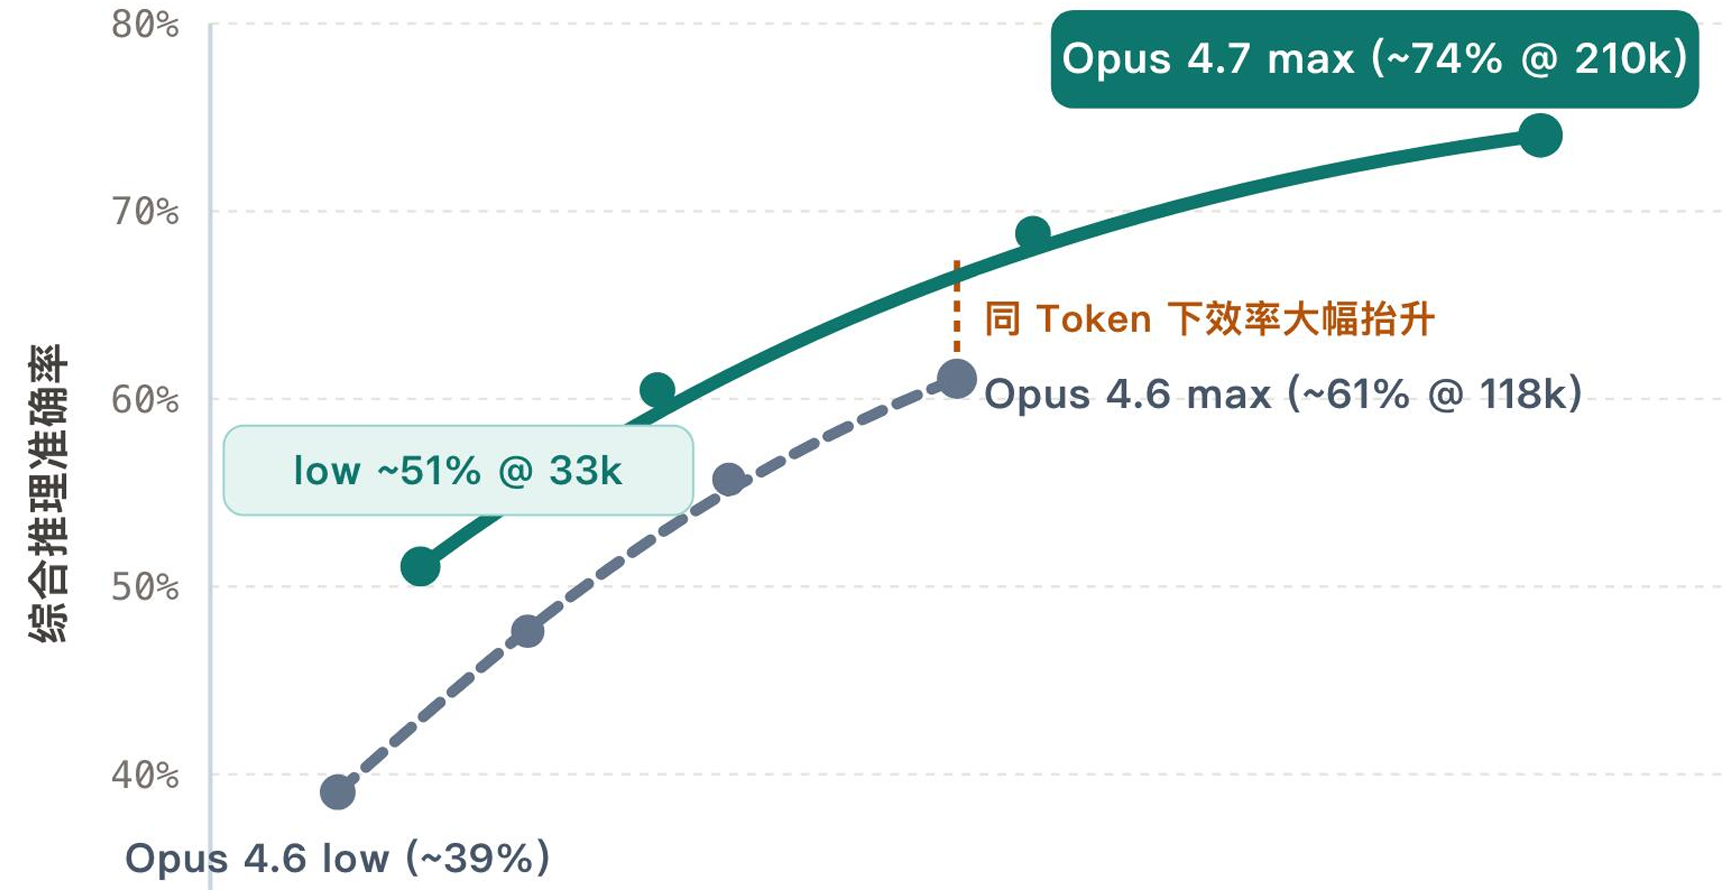 80%
Opus 4.7 max (~74% @ 210k)
70%
同 Token 下效率大幅抬升
60%
Opus 4.6 max (~61% @ 118k)
low ~51% @ 33k
综合推理准确率
50%
40%
Opus 4.6 low (~39%)